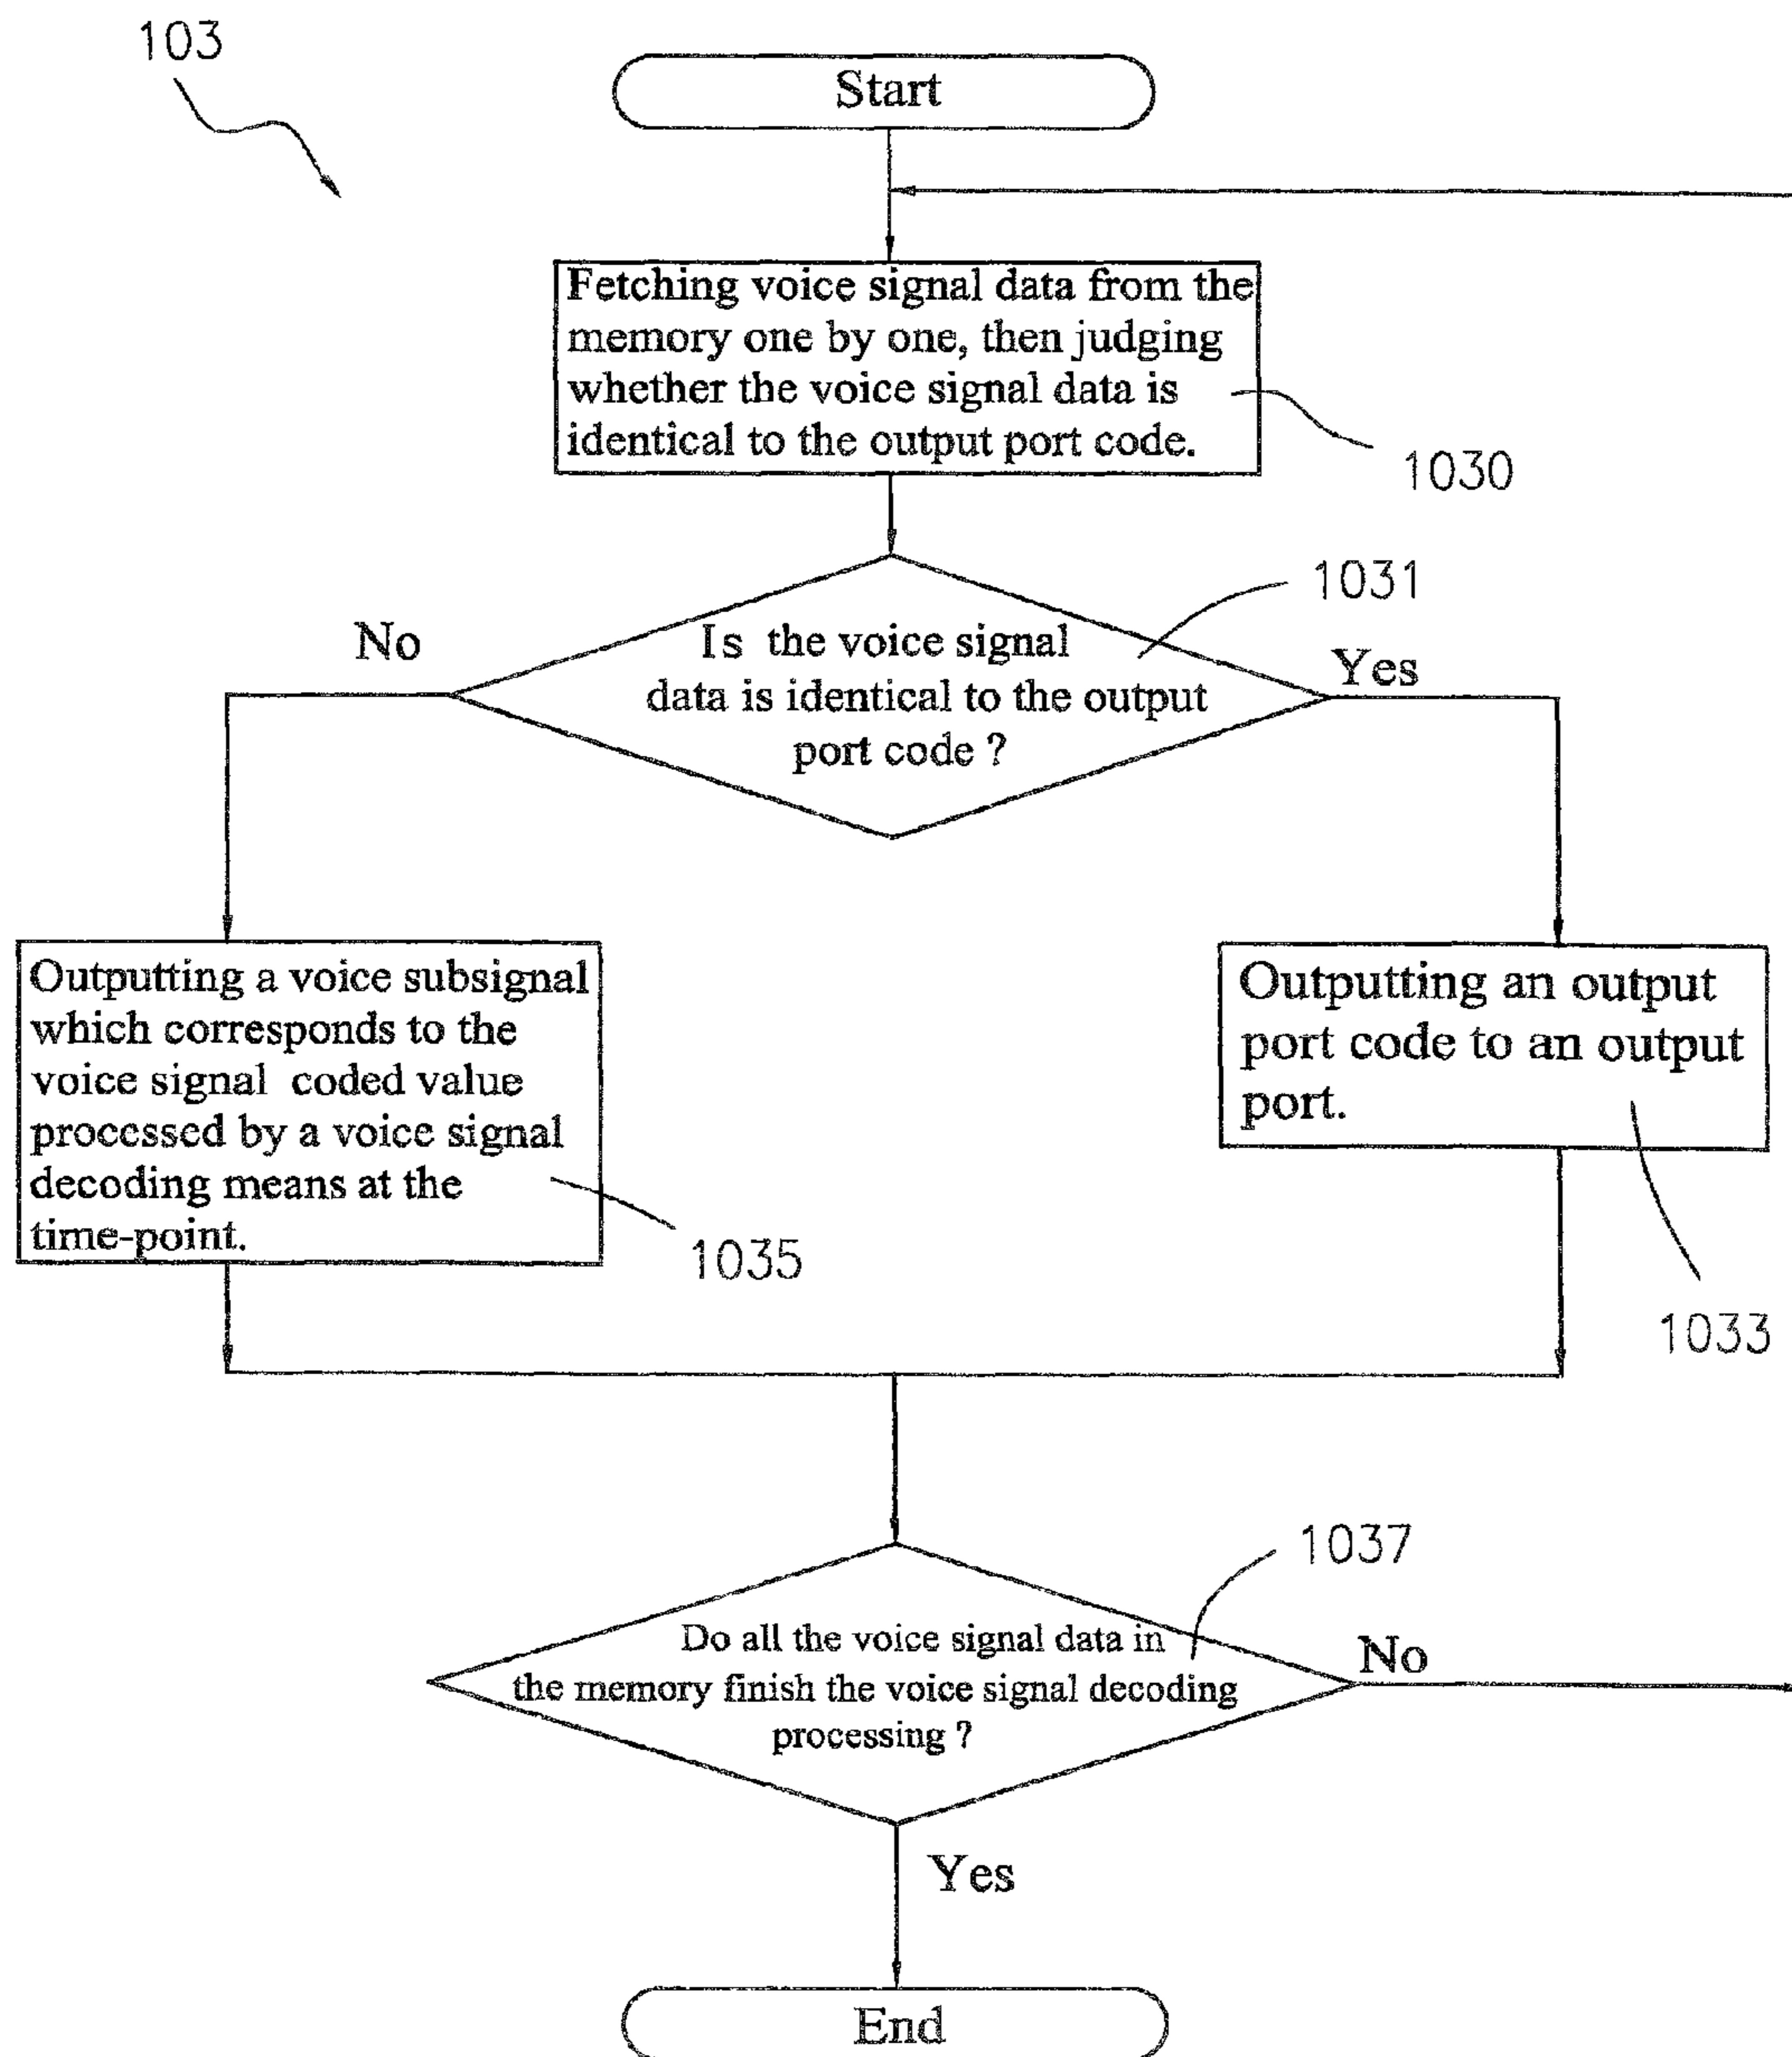 103
Start
Fetching voice signal data from the
memory one by one, then judging
whether the voice signal data is
identical to the output port code.
1030
1031
No
Is the voice signal
data is identical to the output
port code ?
Yes
Outputting a voice subsignal
which corresponds to the
voice signal coded value
processed by a voice signal
decoding means at the
time-point.
1035
Outputting an output
port code to an output
port.
1033
1037
Do all the voice signal data in
the memory finish the voice signal decoding
processing ?
No
Yes
End